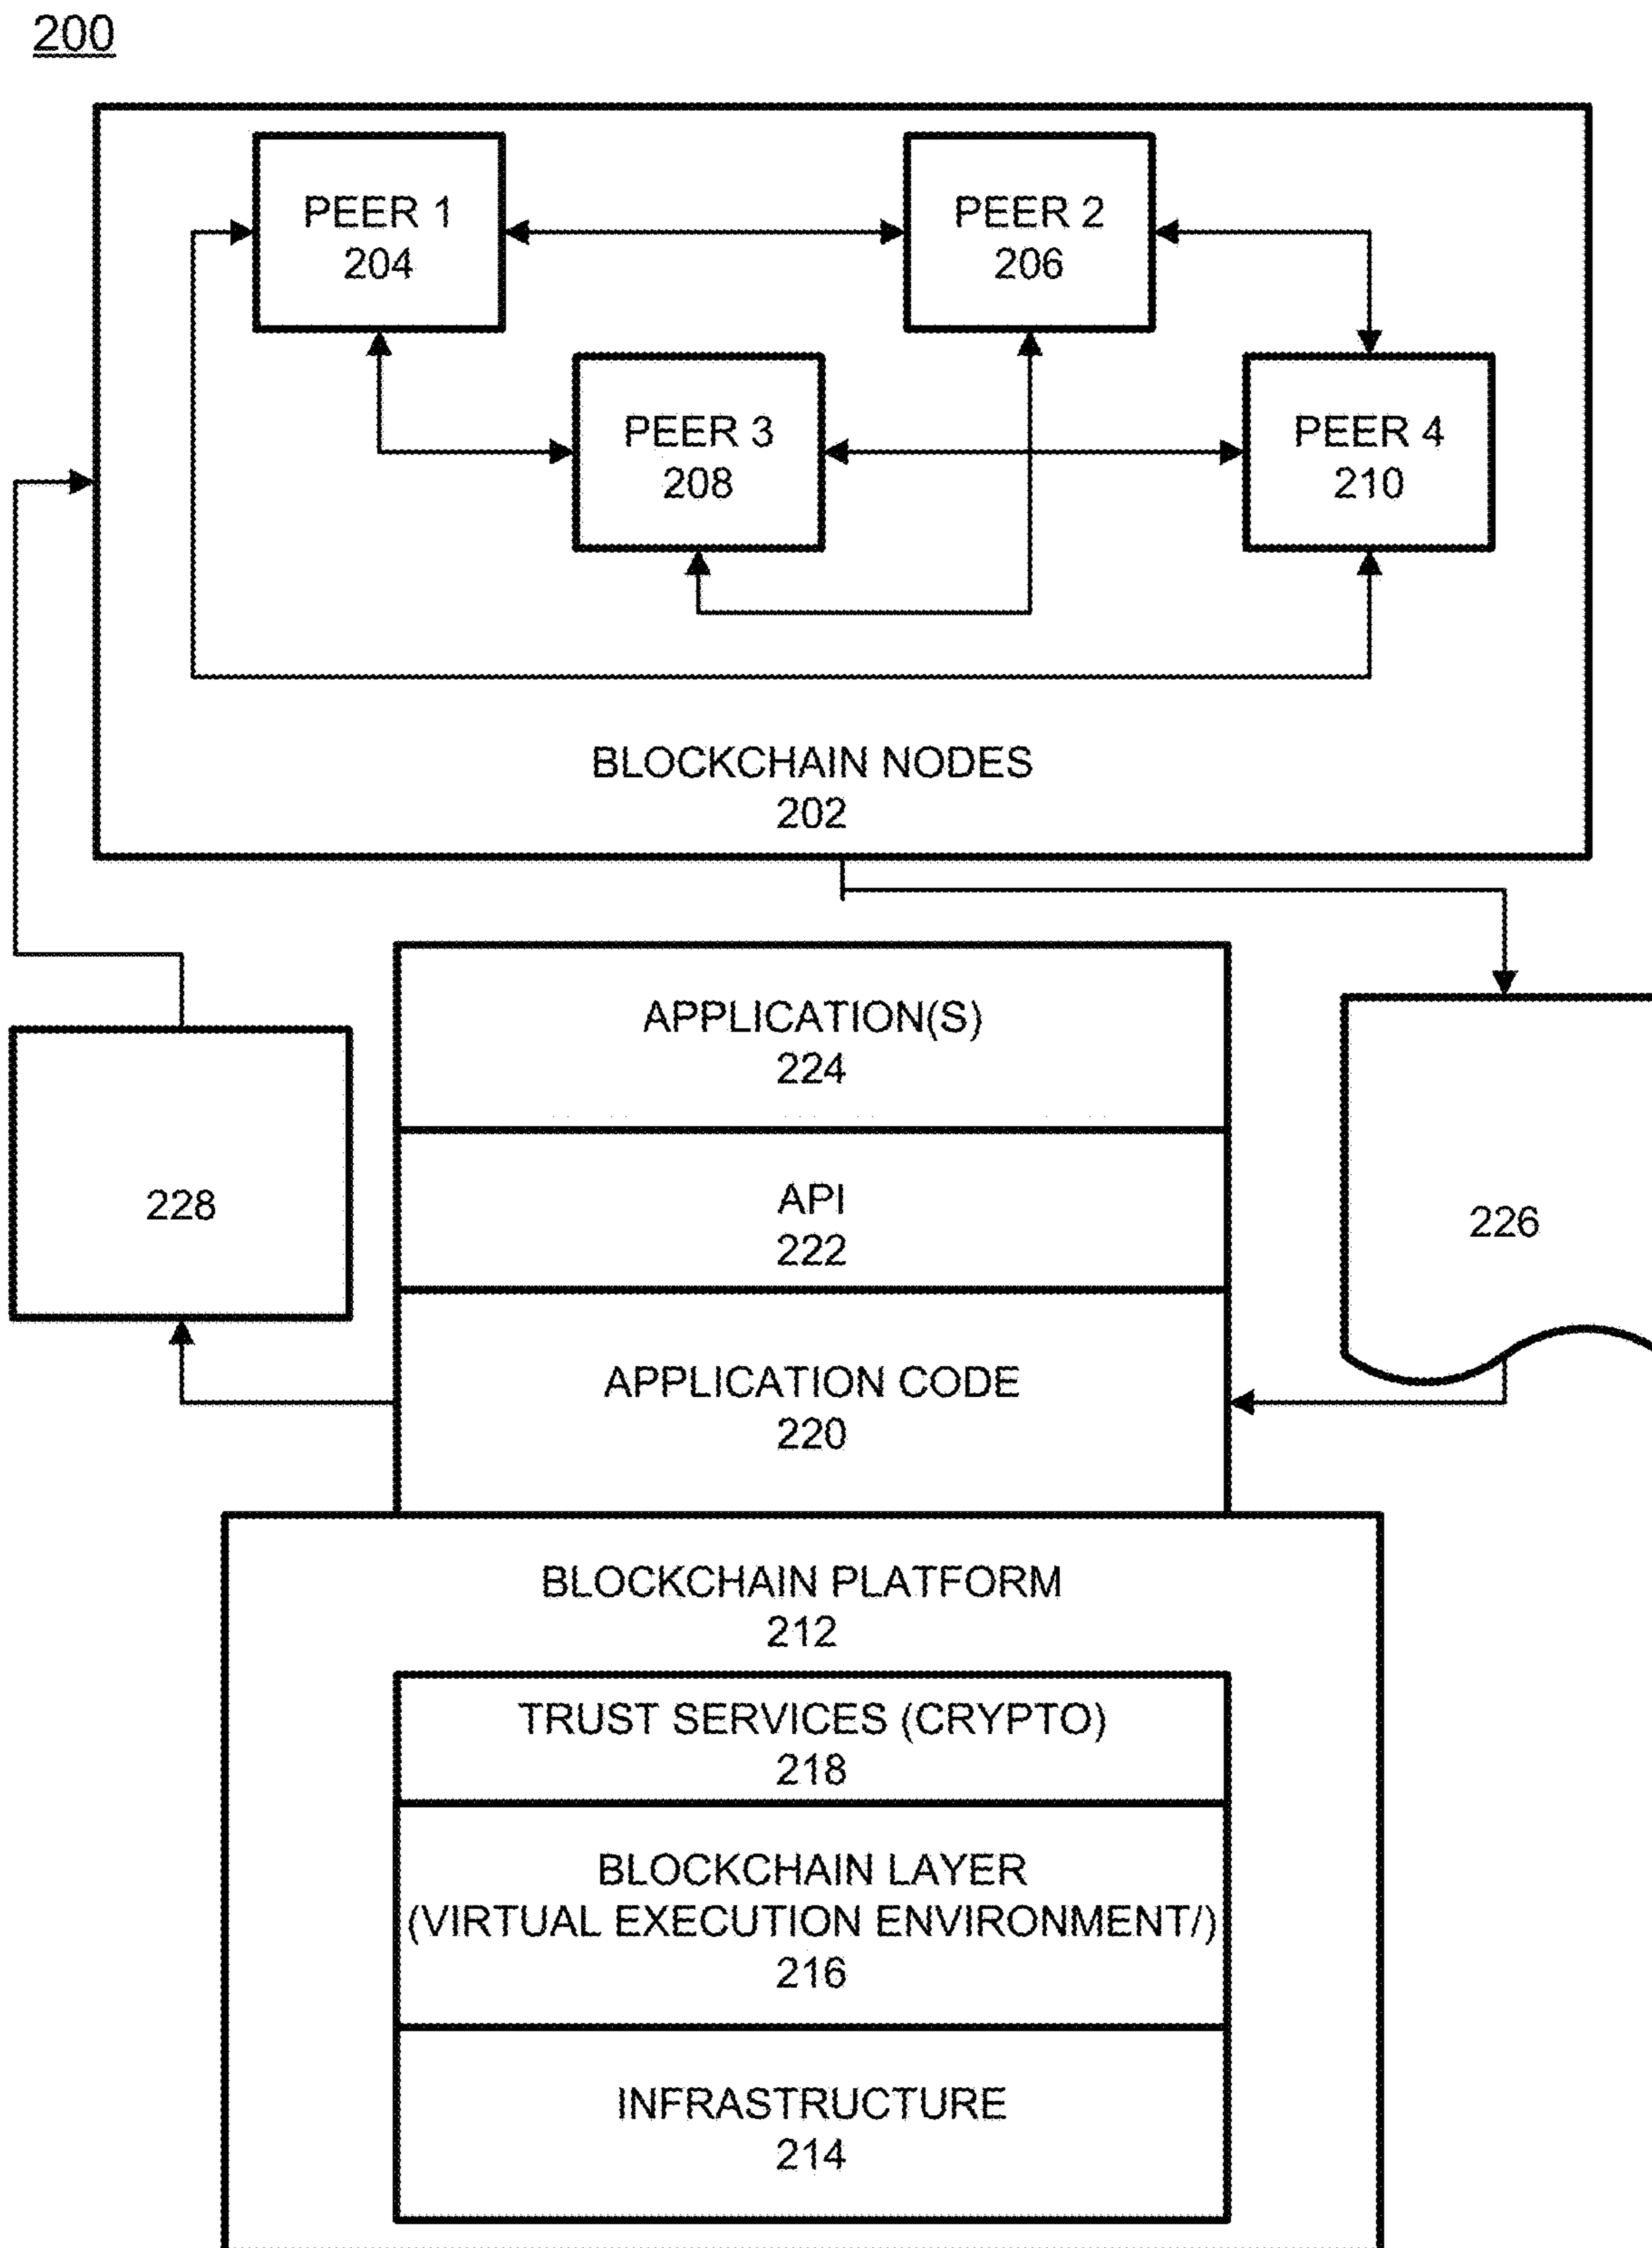 200
PEER 1
204
PEER 2
206
PEER 3
208
PEER 4
210
BLOCKCHAIN NODES
202
APPLICATION(S)
224
API
222
228
226
APPLICATION CODE
220
BLOCKCHAIN PLATFORM
212
TRUST SERVICES (CRYPTO)
218
BLOCKCHAIN LAYER
(VIRTUAL EXECUTION ENVIRONMENT/)
216
INFRASTRUCTURE
214